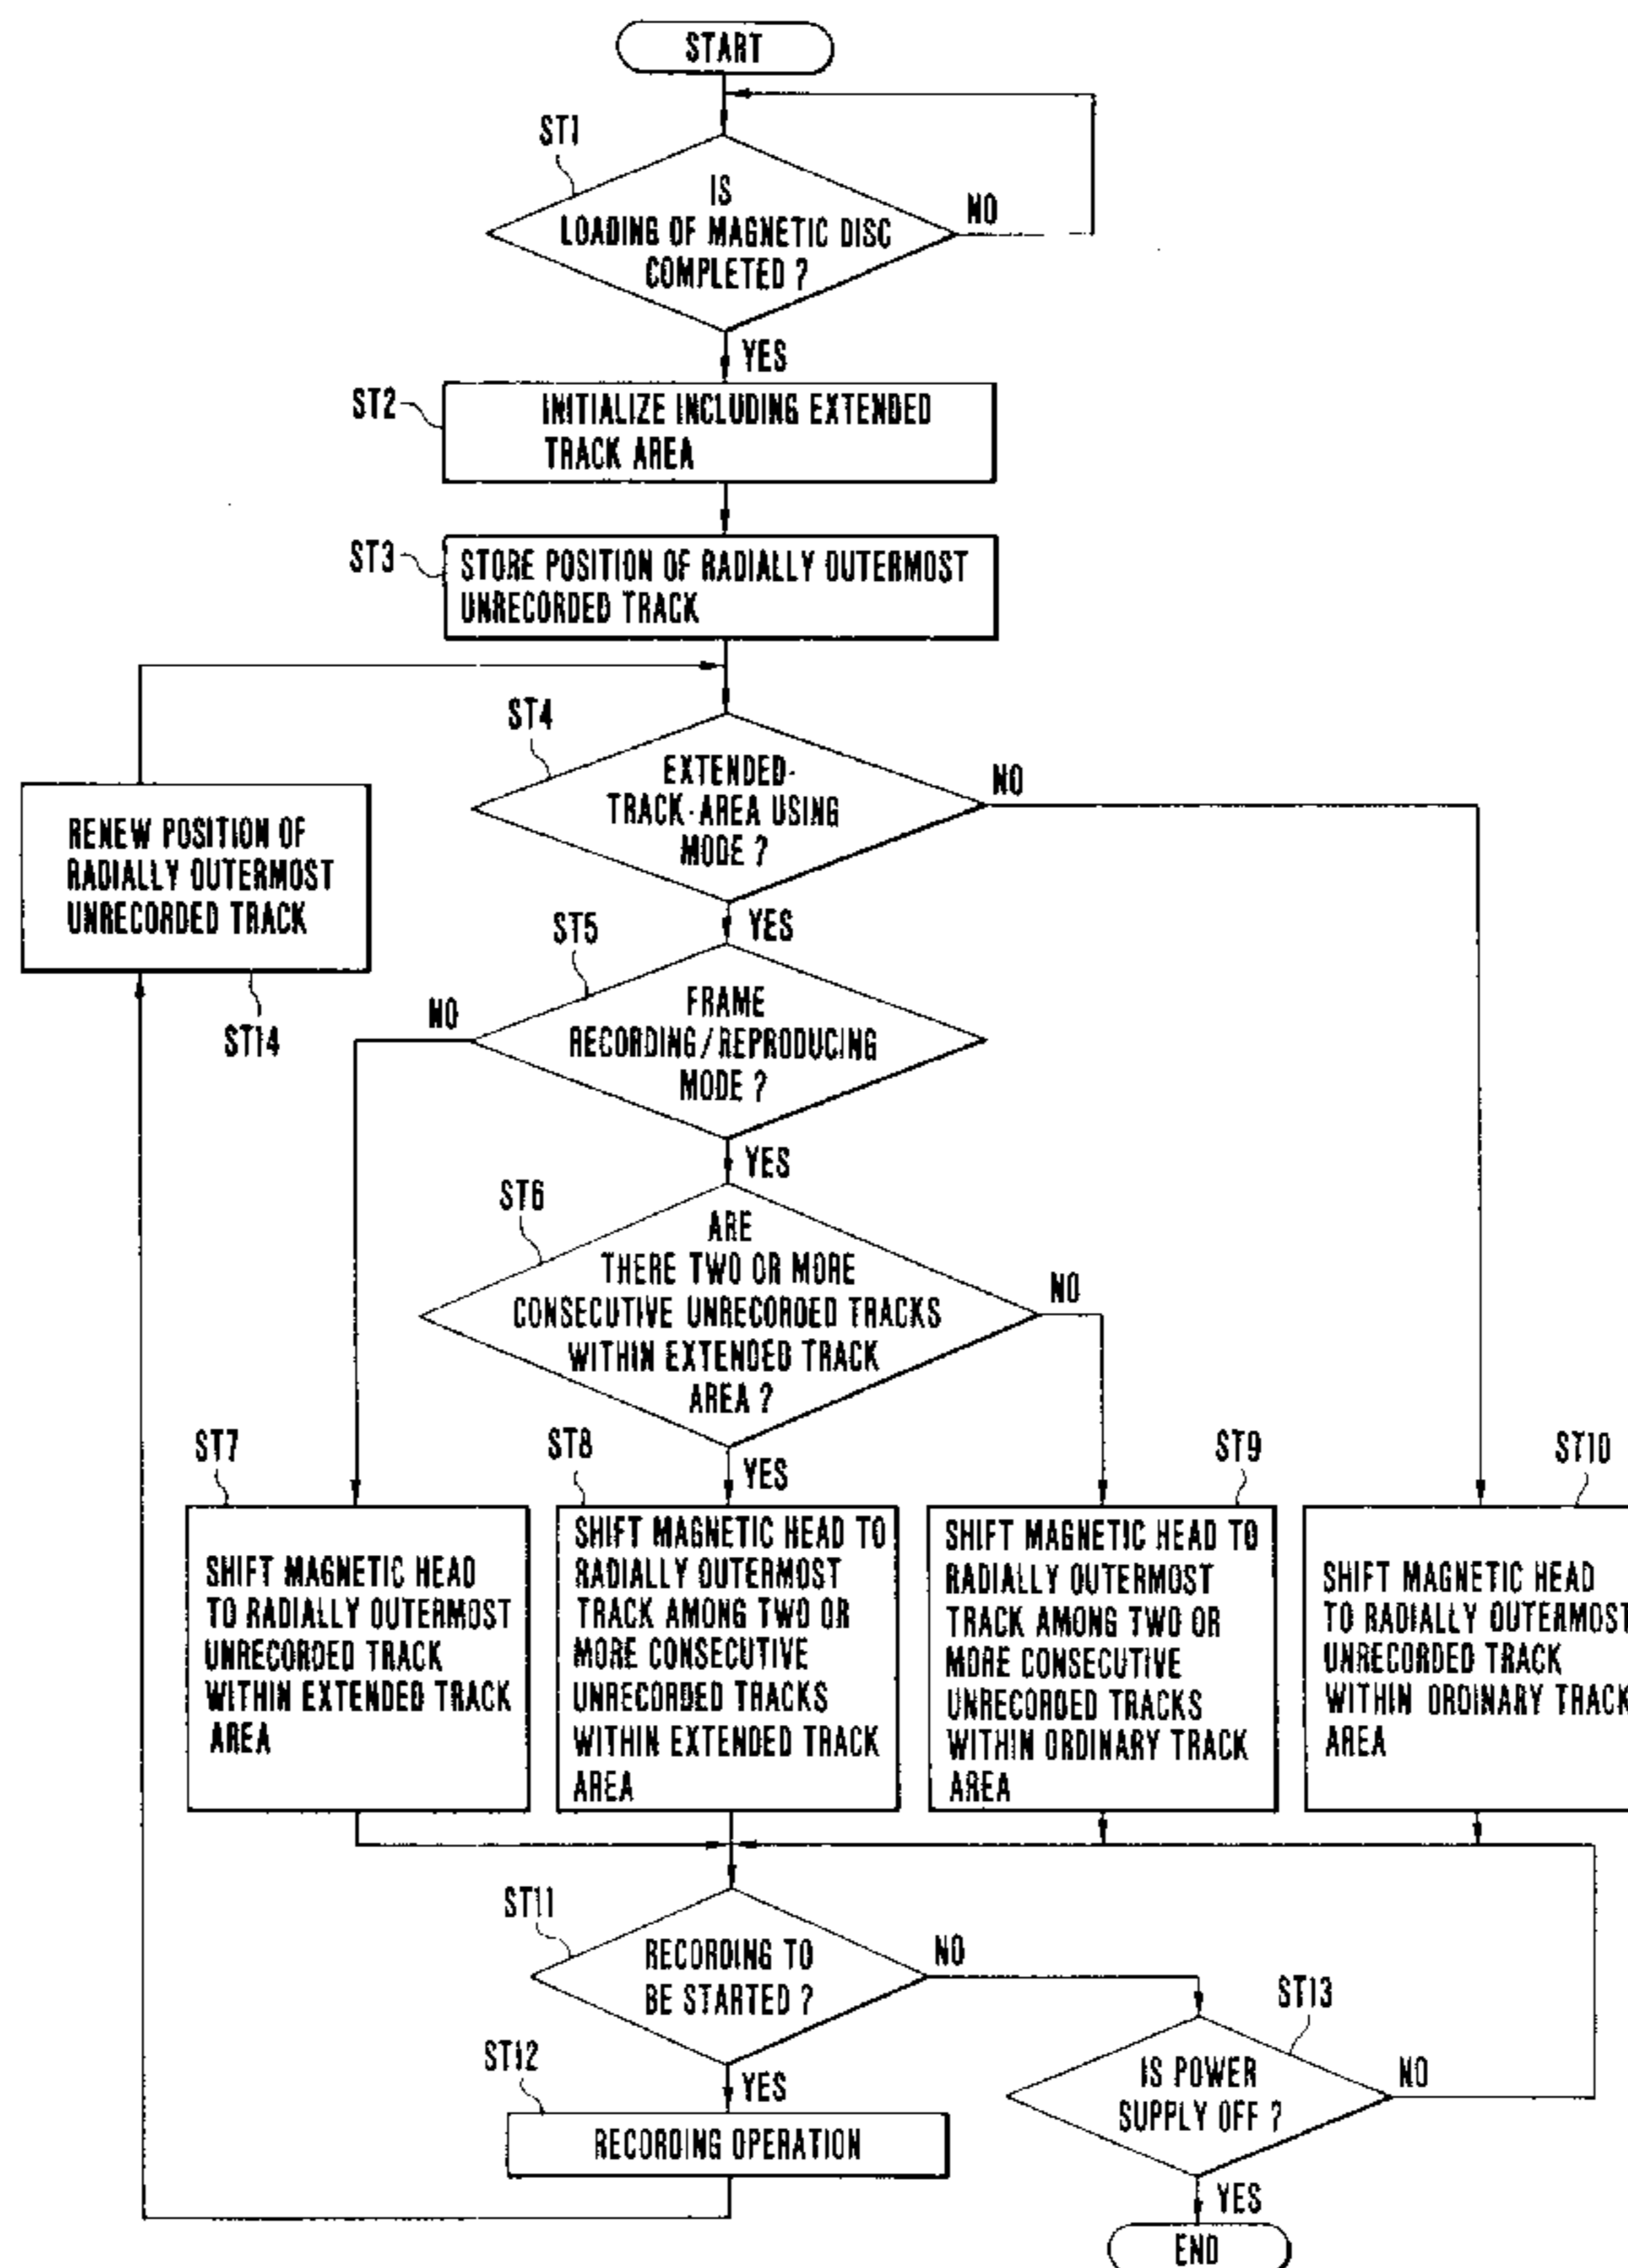 START
ST1
IS
LOADING OF MAGNETIC DISC
COMPLETED ?
NO
YES
ST2
INITIALIZE INCLUDING EXTENDED
TRACK AREA
ST3
STORE POSITION OF RADIALLY OUTERMOST
UNRECORDED TRACK
ST4
EXTENDED-
TRACK-AREA USING
MODE ?
NO
YES
RENEW POSITION OF
RADIALLY OUTERMOST
UNRECORDED TRACK
ST14
ST5
FRAME
RECORDING/REPRODUCING
MODE ?
NO
YES
ST6
ARE
THERE TWO OR MORE
CONSECUTIVE UNRECORDED TRACKS
WITHIN EXTENDED TRACK
AREA ?
NO
YES
ST7
SHIFT MAGNETIC HEAD
TO RADIALLY OUTERMOST
UNRECORDED TRACK
WITHIN EXTENDED TRACK
AREA
ST8
SHIFT MAGNETIC HEAD TO
RADIALLY OUTERMOST
TRACK AMONG TWO OR
MORE CONSECUTIVE
UNRECORDED TRACKS
WITHIN EXTENDED TRACK
AREA
ST9
SHIFT MAGNETIC HEAD TO
RADIALLY OUTERMOST
TRACK AMONG TWO OR
MORE CONSECUTIVE
UNRECORDED TRACKS
WITHIN ORDINARY TRACK
AREA
ST10
SHIFT MAGNETIC HEAD
TO RADIALLY OUTERMOST
UNRECORDED TRACK
WITHIN ORDINARY TRACK
AREA
ST11
RECORDING TO
BE STARTED ?
NO
YES
ST12
RECORDING OPERATION
ST13
IS POWER
SUPPLY OFF ?
NO
YES
END